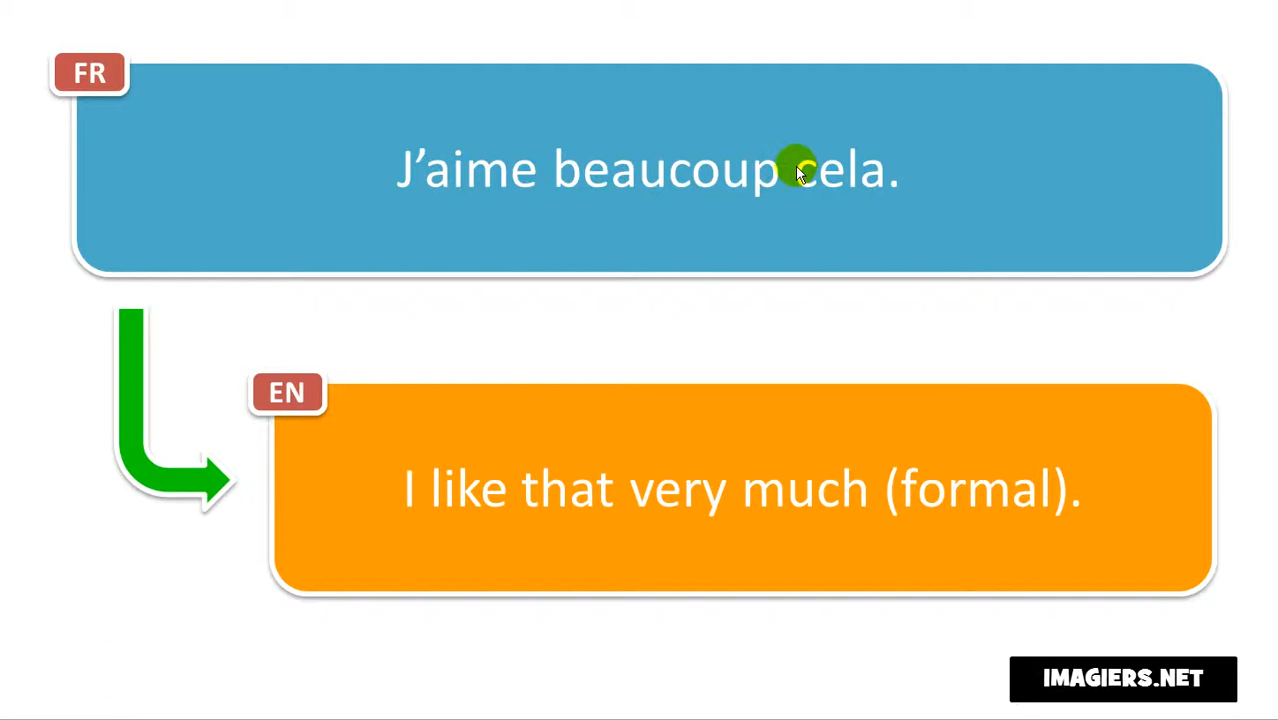 FR
J’aime beaucoup cela.
EN
I like that very much (formal).
IMAGIERS.NET